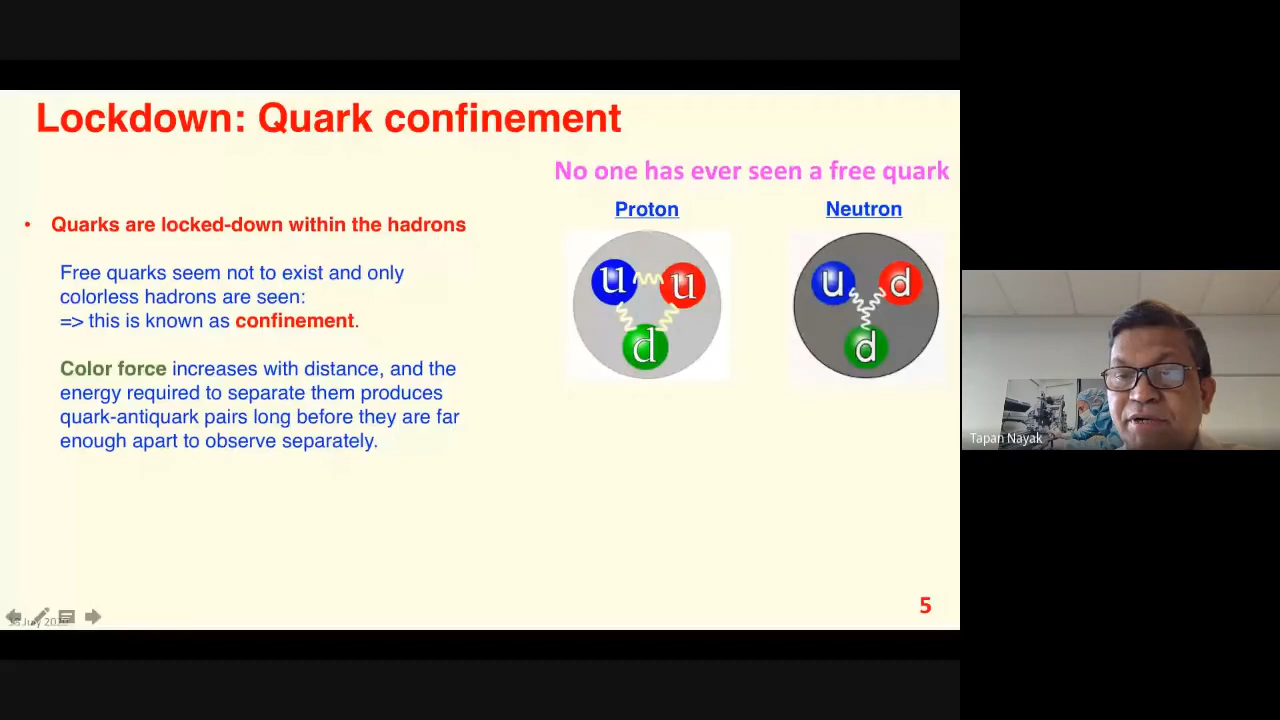 Lockdown: Quark confinement
No one has ever seen a free quark
• Quarks are locked-down within the hadrons
Free quarks seem not to exist and only
colorless hadrons are seen:
=> this is known as confinement.
Color force increases with distance, and the
energy required to separate them produces
quark-antiquark pairs long before they are far
enough apart to observe separately.
Proton
u u
d
Neutron
u d
d
Tapan Nayak
5
July